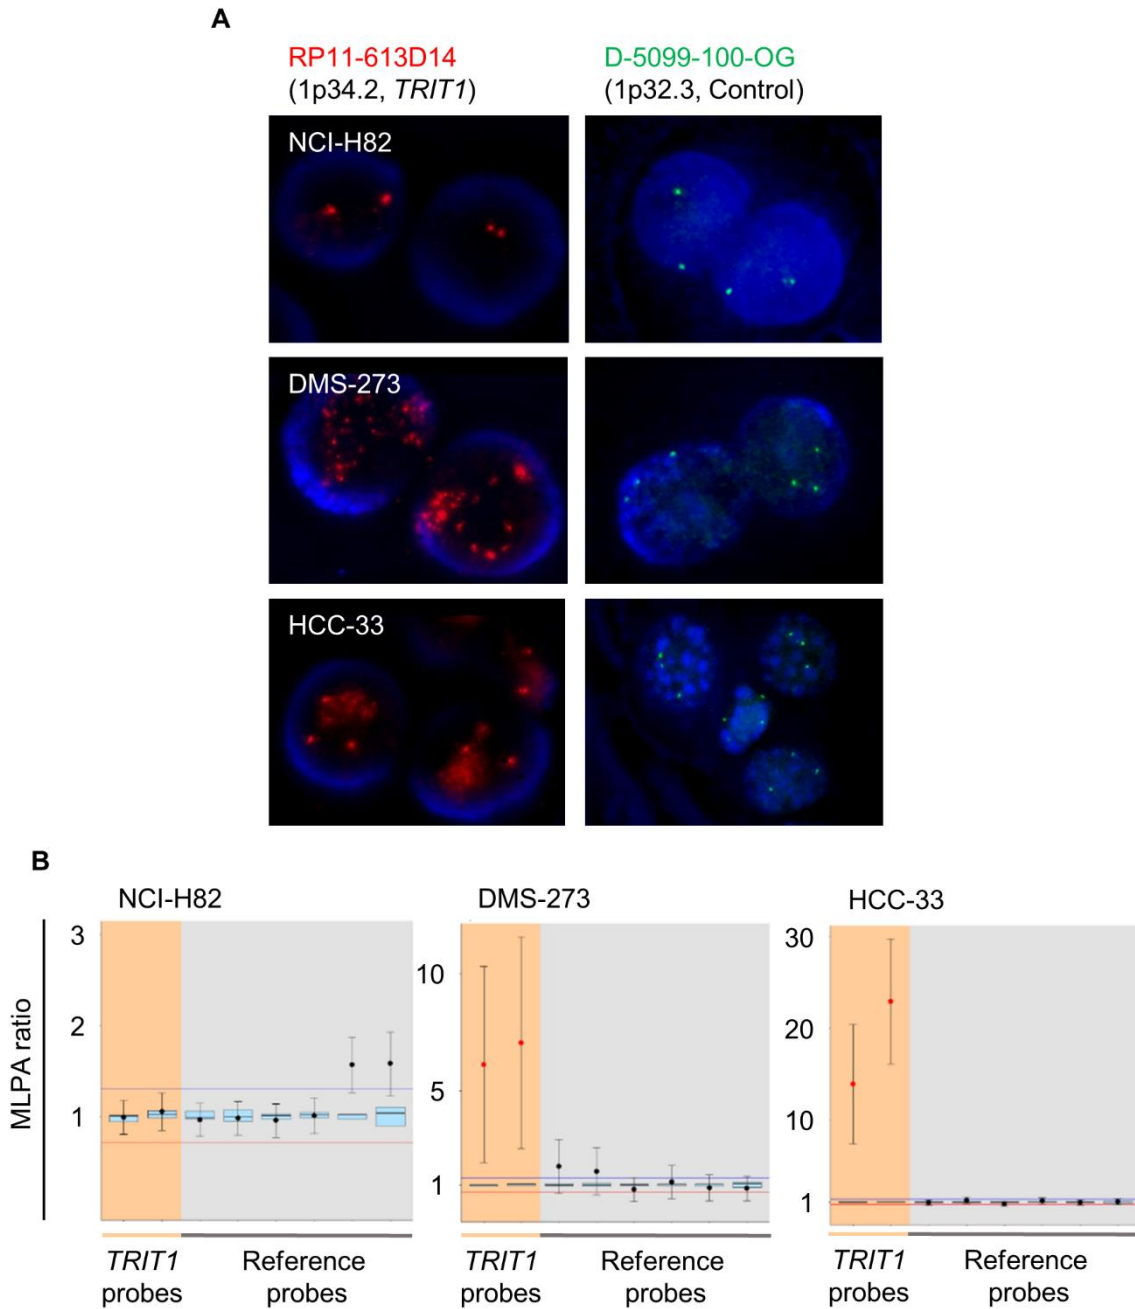 A
RP11-613D14
(1p34.2, TRIT1)
D-5099-100-OG
(1p32.3, Control)
NCI-H82
DMS-273
HCC-33
B
NCI-H82
DMS-273
HCC-33
MLPA ratio
3
2
1
10
5
1
30
20
10
1
TRIT1
probes
Reference
probes
TRIT1
probes
Reference
probes
TRIT1
probes
Reference
probes